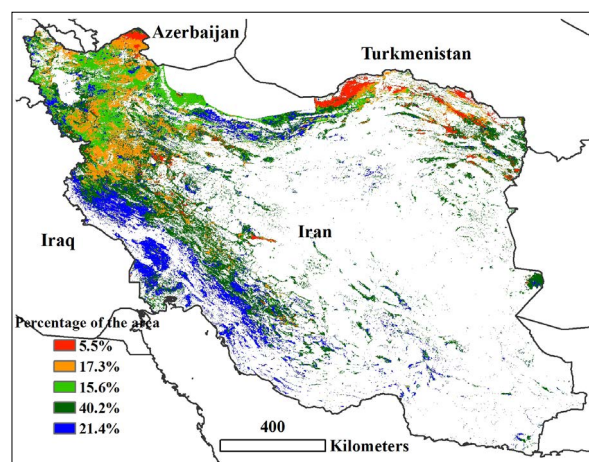 Azerbaijan
Turkmenistan
Iraq
Iran
Percentage of the area
5.5%
17.3%
15.6%
40.2%
21.4%
400
Kilometers